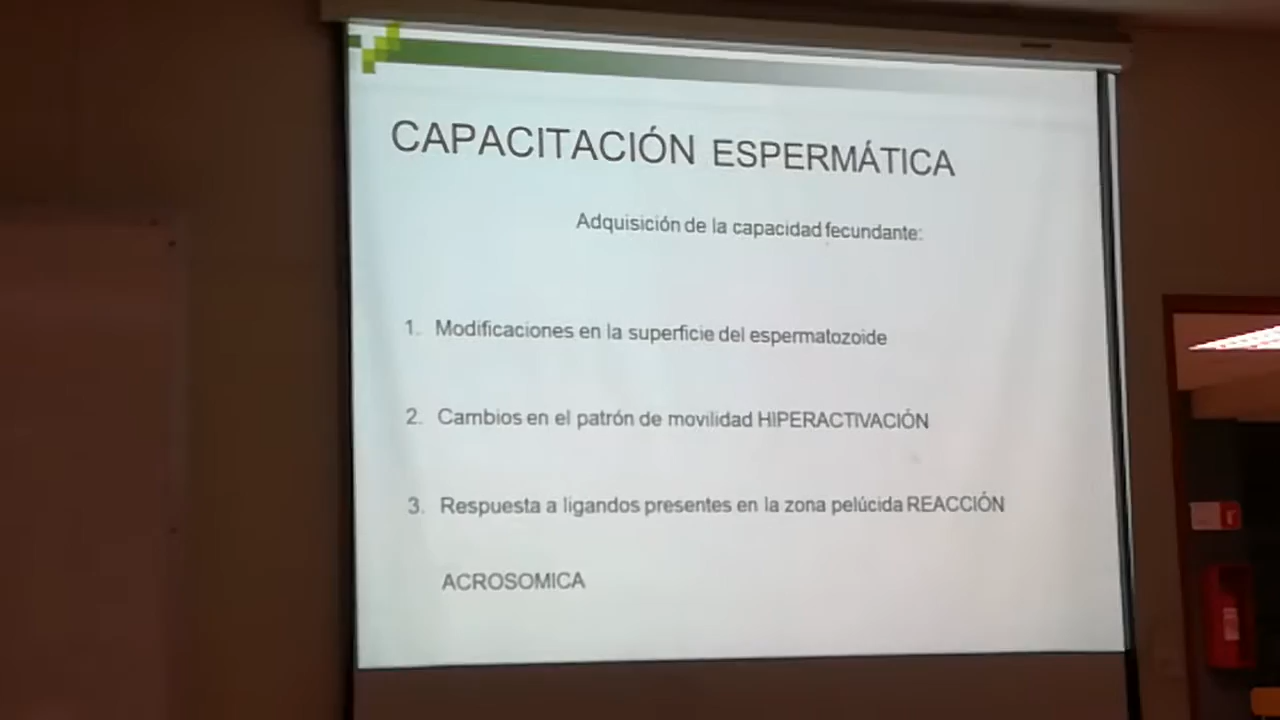 CAPACITACIÓN ESPERMÁTICA
Adquisición de la capacidad fecundante:
1. Modificaciones en la superficie del espermatozoide
2. Cambios en el patrón de movilidad HIPERACTIVACIÓN
3. Respuesta a ligandos presentes en la zona pelúcida REACCIÓN
ACROSOMICA